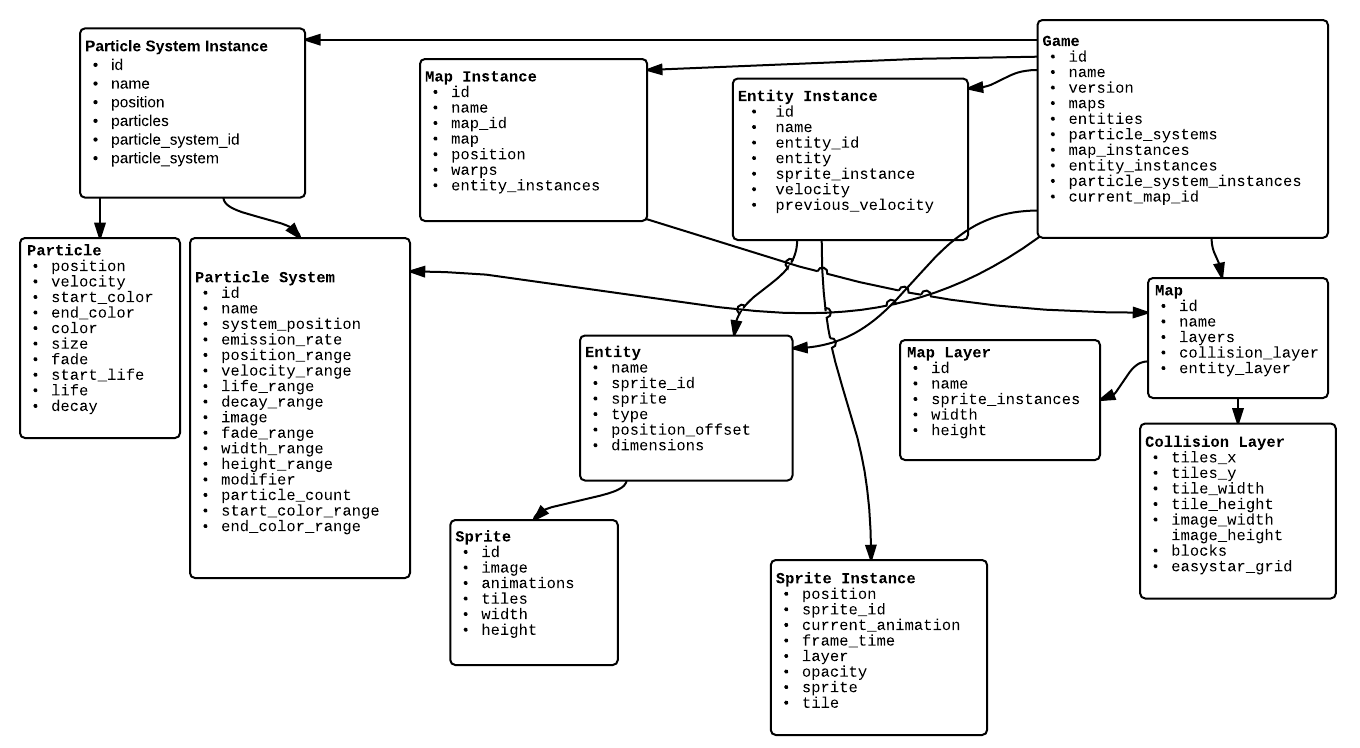 Particle System Instance
• id
• name
• position
• particles
• particle_system_id
• particle_system
Map Instance
• id
• name
• map_id
• map
• position
• warps
• entity_instances
Entity Instance
• id
• name
• entity_id
• entity
• sprite_instance
• velocity
• previous_velocity
Game
• id
• name
• version
• maps
• entities
• particle_systems
• map_instances
• entity_instances
• particle_system_instances
• current_map_id
Particle
• position
• velocity
• start_color
• end_color
• color
• size
• fade
• start_life
• life
• decay
Particle System
• id
• name
• system_position
• emission_rate
• position_range
• velocity_range
• life_range
• decay_range
• image
• fade_range
• width_range
• height_range
• modifier
• particle_count
• start_color_range
• end_color_range
Entity
• name
• sprite_id
• sprite
• type
• position_offset
• dimensions
Map Layer
• id
• name
• sprite_instances
• width
• height
Map
• id
• name
• layers
• collision_layer
• entity_layer
Collision Layer
• tiles_x
• tiles_y
• tile_width
• tile_height
• image_width
image_height
• blocks
• easystar_grid
Sprite
• id
• image
• animations
• tiles
• width
• height
Sprite Instance
• position
• sprite_id
• current_animation
• frame_time
• layer
• opacity
• sprite
• tile